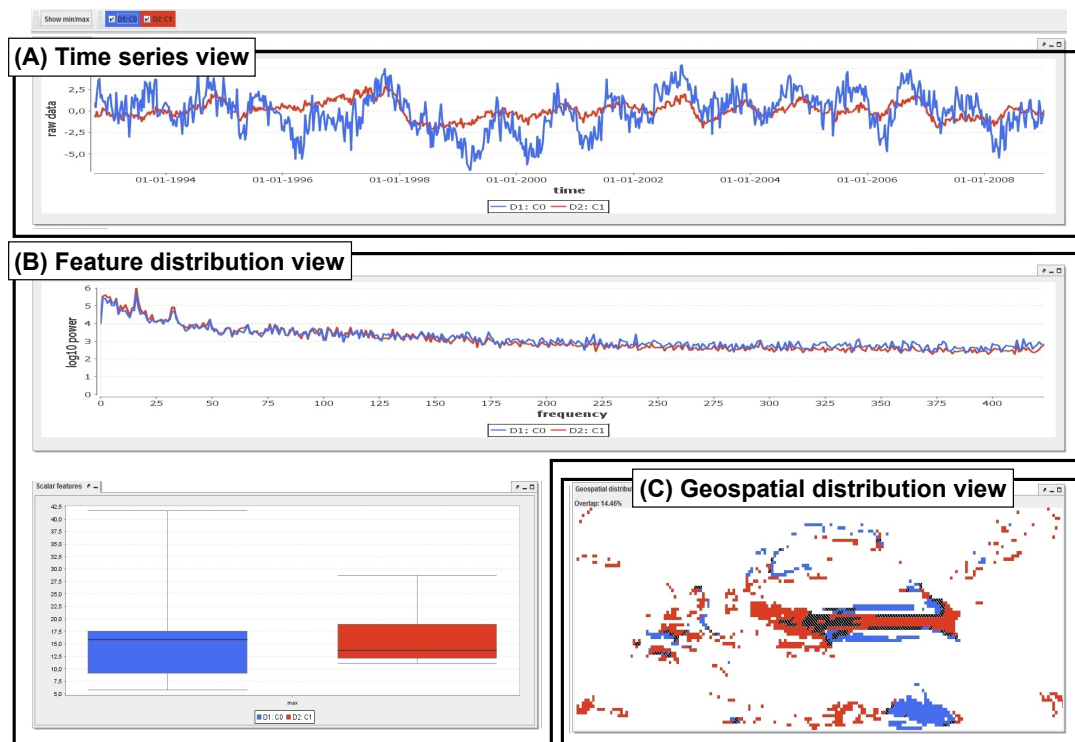 Show min/max
D1: C0
D2: C1
(A) Time series view
raw data
2,5
0,0
-2,5
-5,0
01-01-1994 01-01-1996 01-01-1998 01-01-2000 01-01-2002 01-01-2004 01-01-2006 01-01-2008
time
D1: C0 D2: C1
(B) Feature distribution view
log10 power
6
5
4
3
2
1
0
0 25 50 75 100 125 150 175 200 225 250 275 300 325 350 375 400
frequency
D1: C0 D2: C1
Scalar features
42,5
40,0
37,5
35,0
32,5
30,0
27,5
25,0
22,5
20,0
17,5
15,0
12,5
10,0
7,5
5,0
max
D1: C0 D2: C1
(C) Geospatial distribution view
Geospatial distribu
Overlap: 14.46%